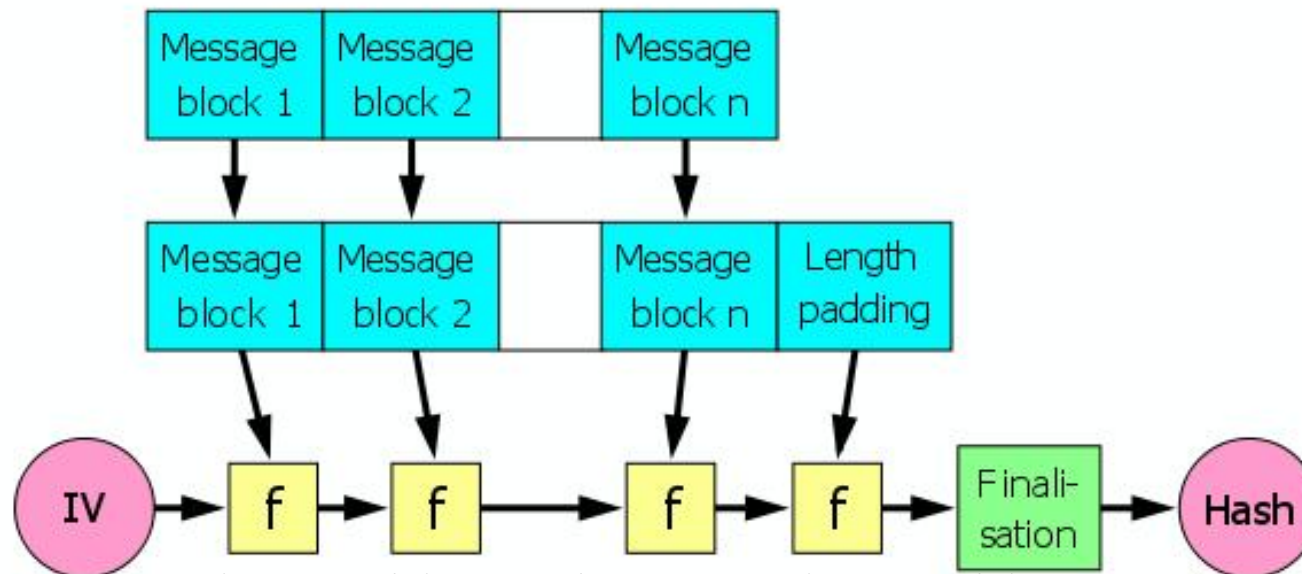 Message
block 1
Message
block 2
Message
block n
Message
block 1
Message
block 2
Message
block n
Length
padding
IV
f
f
f
f
Finali-
sation
Hash